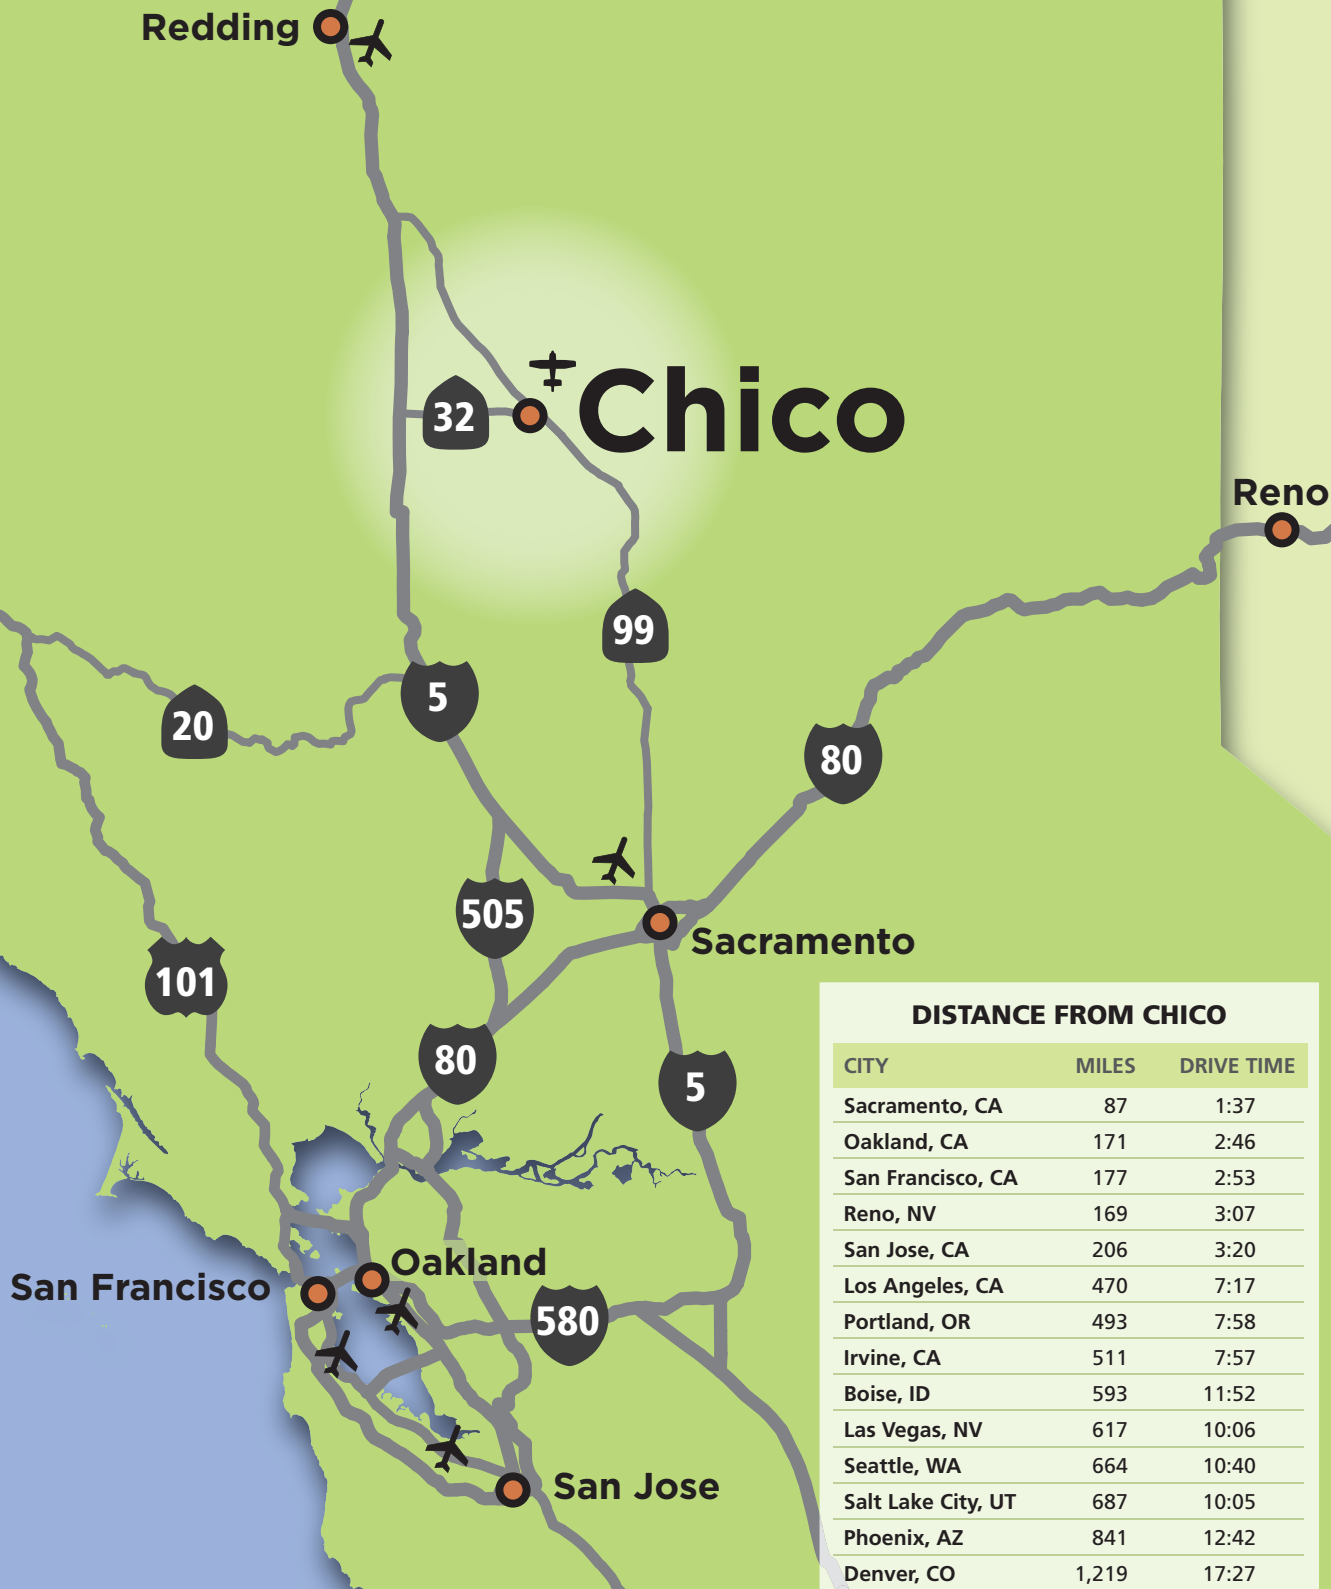 Redding
Chico
32
Reno
99
5
20
80
505
Sacramento
101
80
5
Oakland
San Francisco
580
San Jose
DISTANCE FROM CHICO
CITY MILES DRIVE TIME
Sacramento, CA 87 1:37
Oakland, CA 171 2:46
San Francisco, CA 177 2:53
Reno, NV 169 3:07
San Jose, CA 206 3:20
Los Angeles, CA 470 7:17
Portland, OR 493 7:58
Irvine, CA 511 7:57
Boise, ID 593 11:52
Las Vegas, NV 617 10:06
Seattle, WA 664 10:40
Salt Lake City, UT 687 10:05
Phoenix, AZ 841 12:42
Denver, CO 1,219 17:27